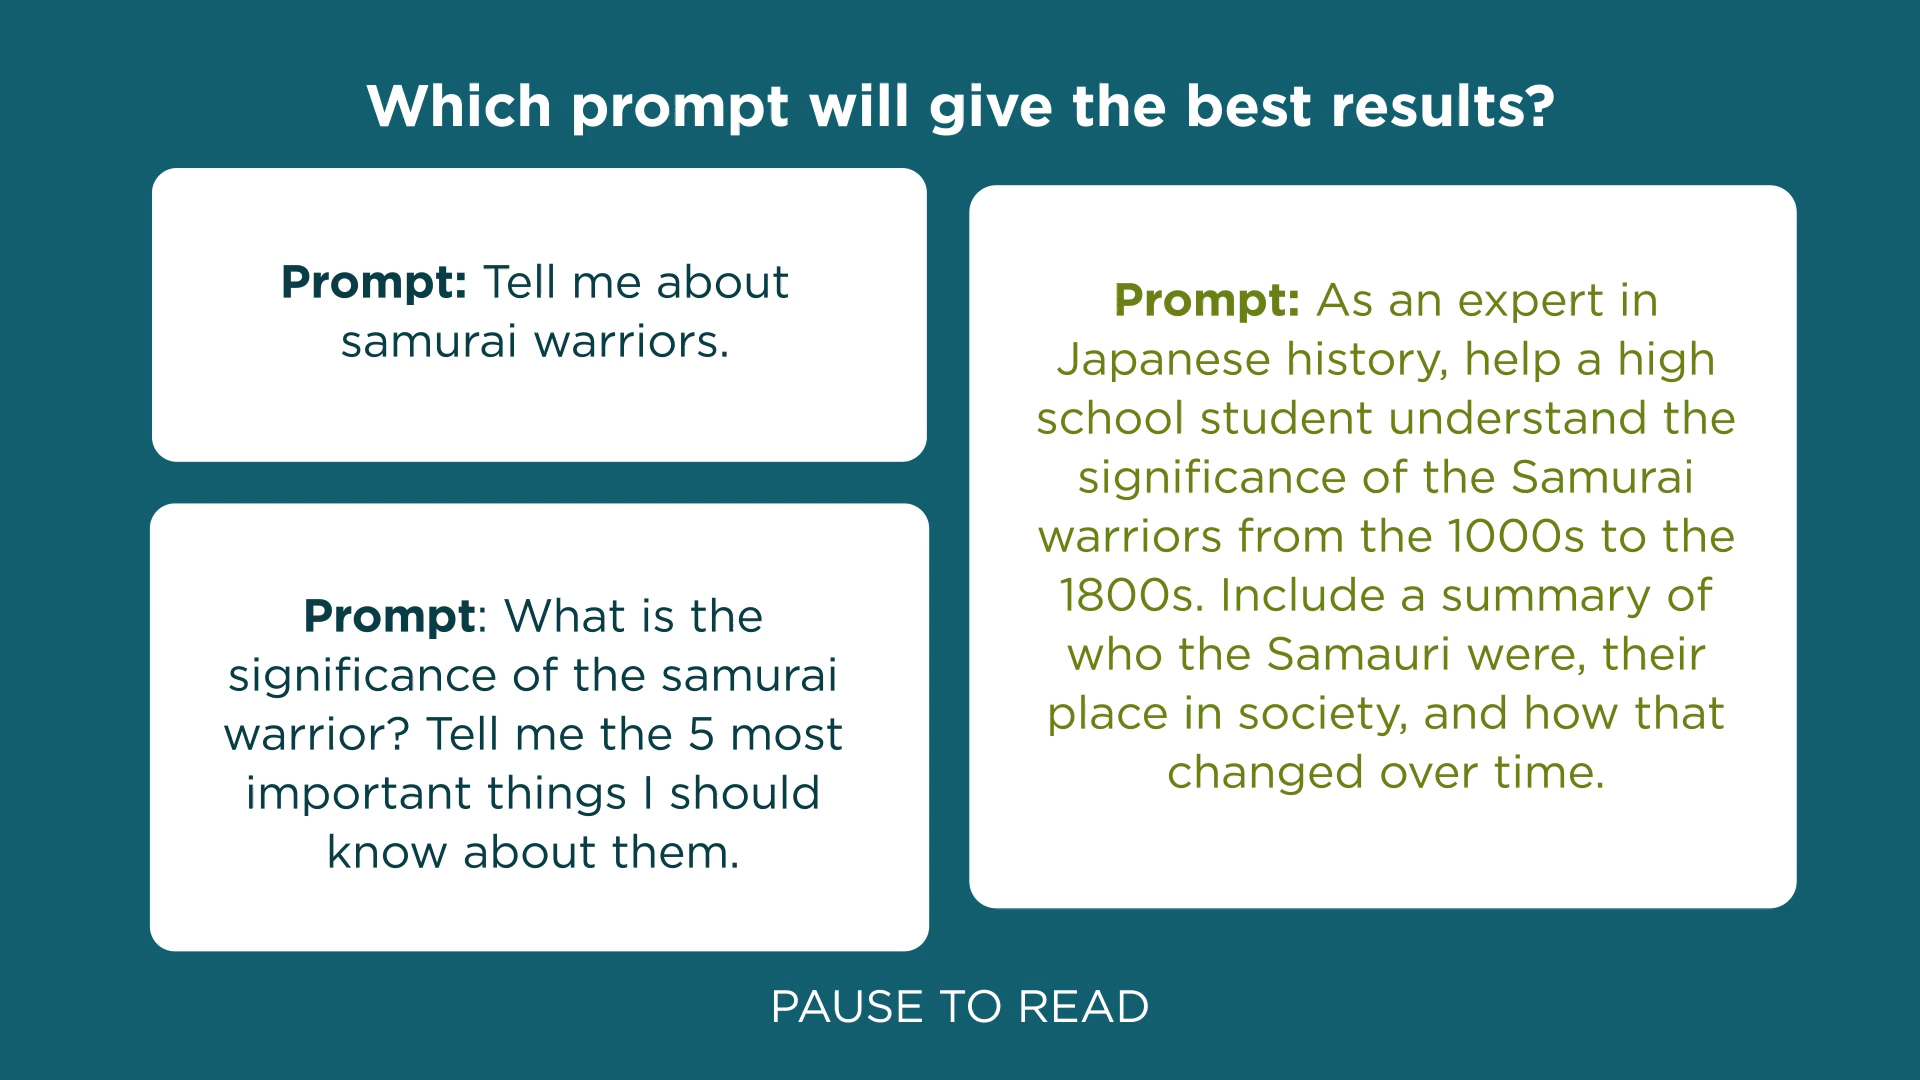 Which prompt will give the best results?
Prompt: Tell me about
samurai warriors.
Prompt: What is the
significance of the samurai
warrior? Tell me the 5 most
important things I should
know about them.
Prompt: As an expert in
Japanese history, help a high
school student understand the
significance of the Samurai
warriors from the 1000s to the
1800s. Include a summary of
who the Samauri were, their
place in society, and how that
changed over time.
PAUSE TO READ